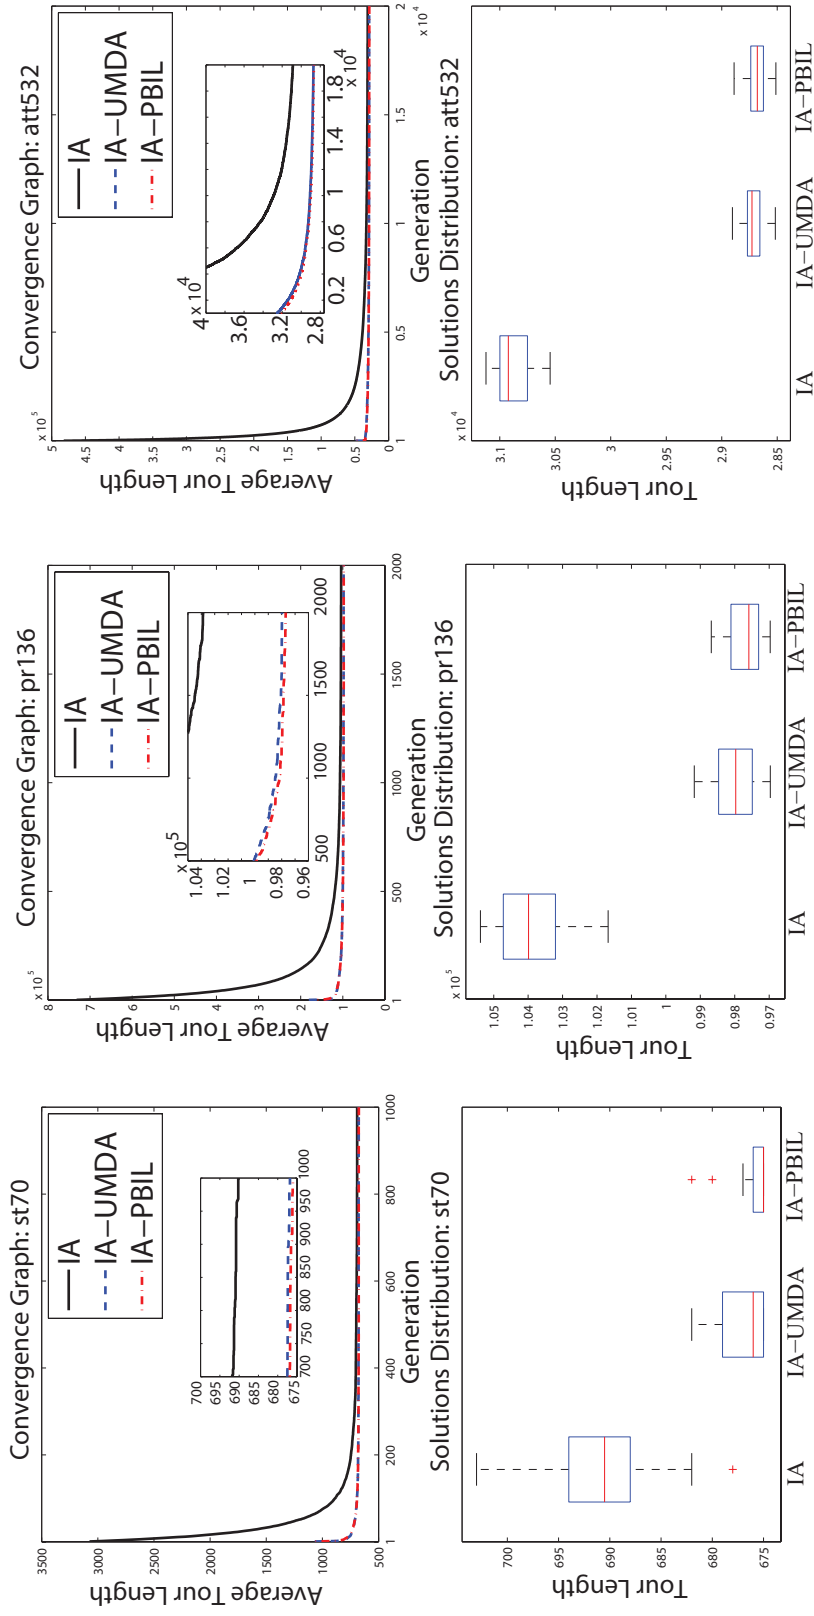 Convergence Graph: st70
IA
IA−UMDA
IA−PBIL
3500
3000
2500
2000
1500
1000
500
Average Tour Length
700
695
690
685
680
675
700 750 800 850 900 950 1000
1 200 400 600 800 1000
Generation
Solutions Distribution: st70
700
695
690
685
680
675
Tour Length
IA IA−UMDA IA−PBIL
Convergence Graph: pr136
x 10^5
IA
IA−UMDA
IA−PBIL
8
7
6
5
4
3
2
1
0
Average Tour Length
x 10^5
1.04
1.02
1
0.98
0.96
500 1000 1500 2000
1 500 1000 1500 2000
Generation
Solutions Distribution: pr136
x 10^5
1.05
1.04
1.03
1.02
1.01
1
0.99
0.98
0.97
Tour Length
IA IA−UMDA IA−PBIL
Convergence Graph: att532
x 10^5
IA
IA−UMDA
IA−PBIL
5
4.5
4
3.5
3
2.5
2
1.5
1
0.5
0
Average Tour Length
x 10^4
4
3.6
3.2
2.8
0.2 0.6 1 1.4 1.8
x 10^4
1 0.5 1 1.5 2
x 10^4
Generation
Solutions Distribution: att532
x 10^4
3.1
3.05
3
2.95
2.9
2.85
Tour Length
IA IA−UMDA IA−PBIL